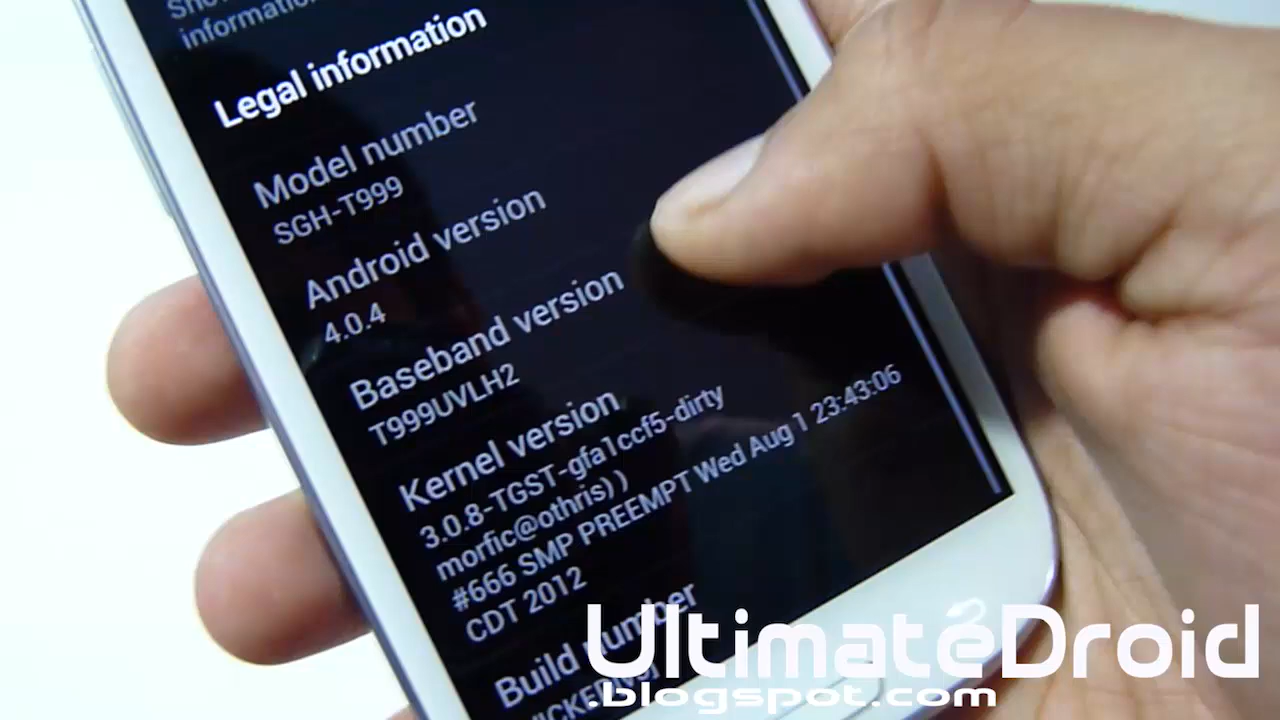 information
Legal information
Model number
SGH-T999
Android version
4.0.4
Baseband version
T999UVLH2
Kernel version
3.0.8-TGST-gfa1ccf5-dirty
morfic@othris))
#666 SMP PREEMPT Wed Aug 1 23:43:06
CDT 2012
Build number
UltimateDroid
.blogspot.com